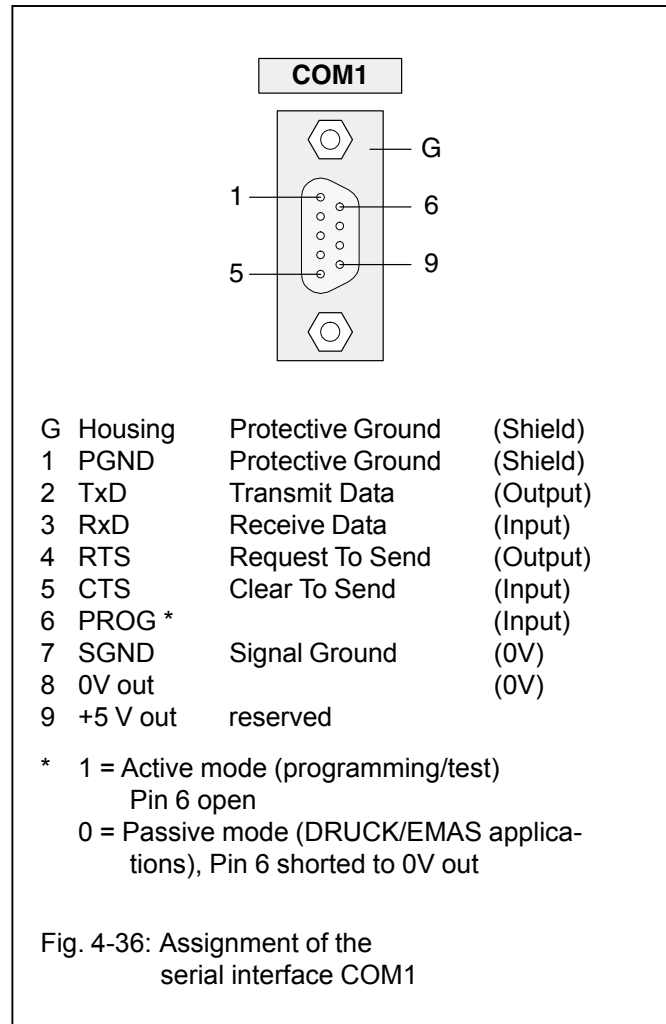 COM1
G
1
6
5
9
G Housing Protective Ground (Shield)
1 PGND Protective Ground (Shield)
2 TxD Transmit Data (Output)
3 RxD Receive Data (Input)
4 RTS Request To Send (Output)
5 CTS Clear To Send (Input)
6 PROG * (Input)
7 SGND Signal Ground (0V)
8 0V out (0V)
9 +5 V out reserved
* 1 = Active mode (programming/test)
Pin 6 open
0 = Passive mode (DRUCK/EMAS applica-
tions), Pin 6 shorted to 0V out
Fig. 4-36: Assignment of the
serial interface COM1